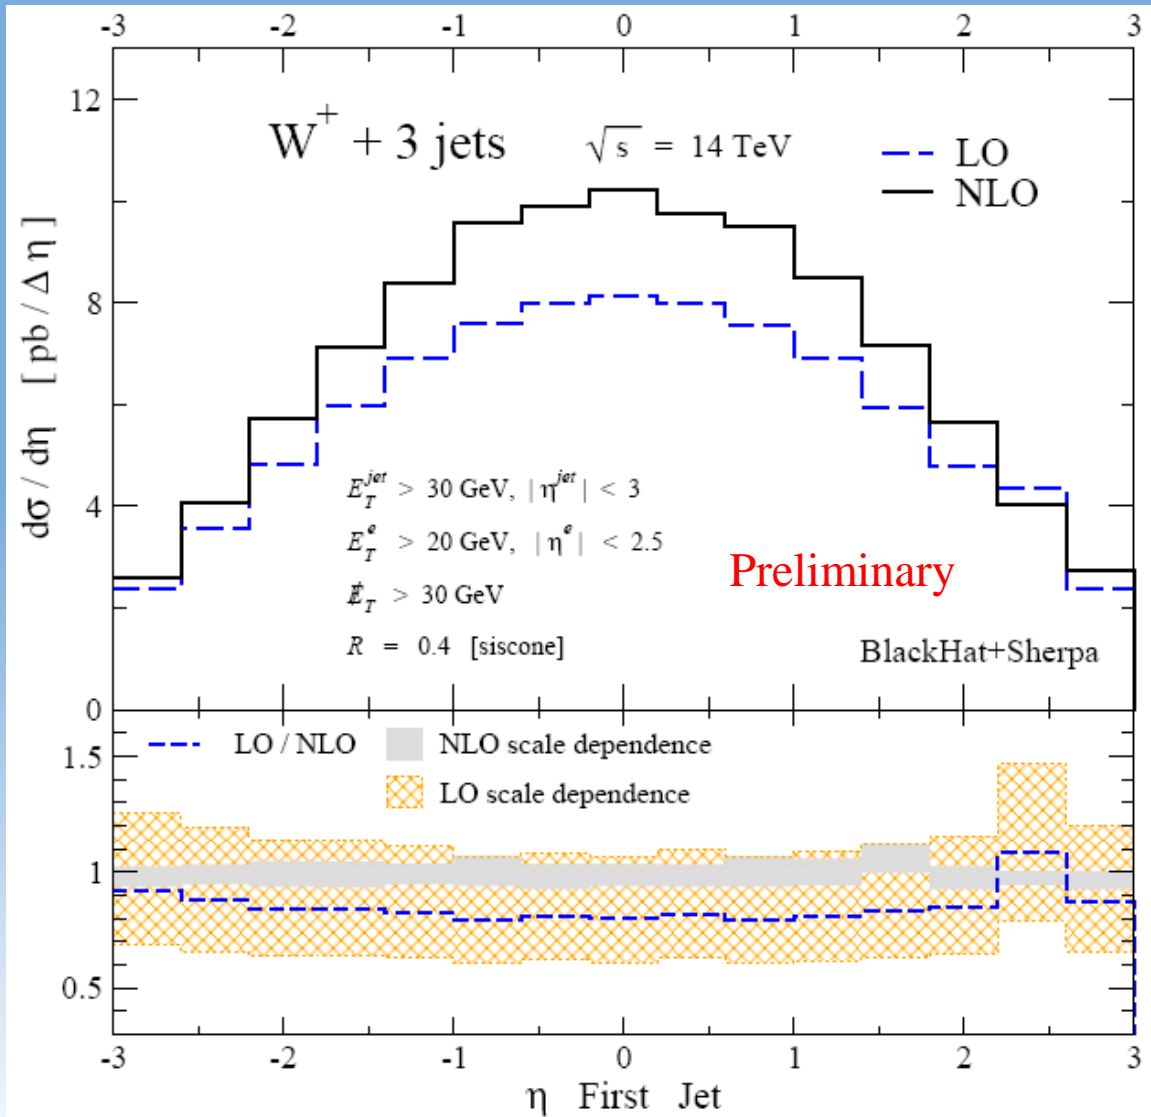 -3 -2 -1 0 1 2 3
W⁺ + 3 jets √s = 14 TeV
LO
NLO
dσ / dη [ pb / Δη ]
12
8
4
0
E_T^jet > 30 GeV, | η^jet | < 3
E_T^e > 20 GeV, | η^e | < 2.5
E̸_T > 30 GeV
R = 0.4 [siscone]
Preliminary
BlackHat+Sherpa
LO / NLO
NLO scale dependence
LO scale dependence
1.5
1
0.5
-3 -2 -1 0 1 2 3
η First Jet